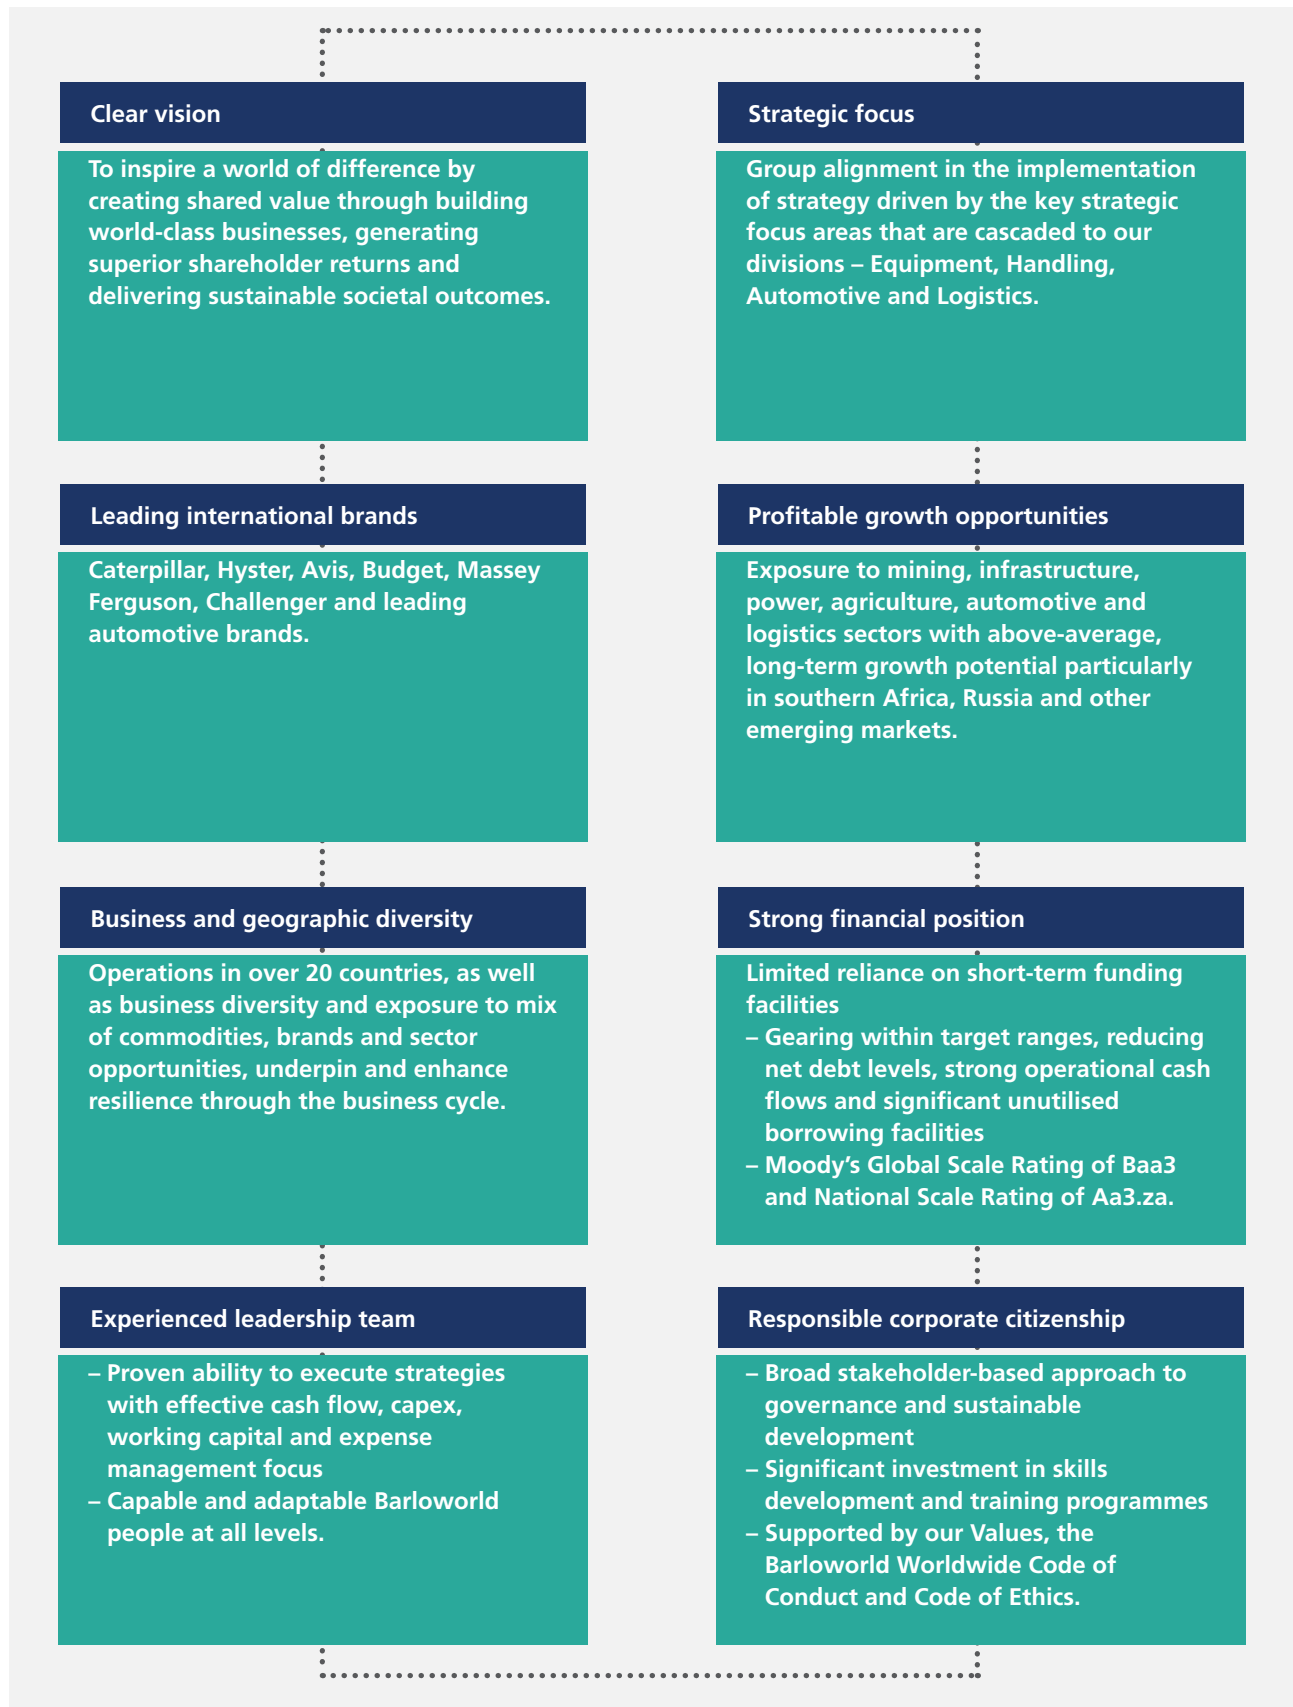 Clear vision
To inspire a world of difference by
creating shared value through building
world-class businesses, generating
superior shareholder returns and
delivering sustainable societal outcomes.
Strategic focus
Group alignment in the implementation
of strategy driven by the key strategic
focus areas that are cascaded to our
divisions – Equipment, Handling,
Automotive and Logistics.
Leading international brands
Caterpillar, Hyster, Avis, Budget, Massey
Ferguson, Challenger and leading
automotive brands.
Profitable growth opportunities
Exposure to mining, infrastructure,
power, agriculture, automotive and
logistics sectors with above-average,
long-term growth potential particularly
in southern Africa, Russia and other
emerging markets.
Business and geographic diversity
Operations in over 20 countries, as well
as business diversity and exposure to mix
of commodities, brands and sector
opportunities, underpin and enhance
resilience through the business cycle.
Strong financial position
Limited reliance on short-term funding
facilities
– Gearing within target ranges, reducing
net debt levels, strong operational cash
flows and significant unutilised
borrowing facilities
– Moody’s Global Scale Rating of Baa3
and National Scale Rating of Aa3.za.
Experienced leadership team
– Proven ability to execute strategies
with effective cash flow, capex,
working capital and expense
management focus
– Capable and adaptable Barloworld
people at all levels.
Responsible corporate citizenship
– Broad stakeholder-based approach to
governance and sustainable
development
– Significant investment in skills
development and training programmes
– Supported by our Values, the
Barloworld Worldwide Code of
Conduct and Code of Ethics.